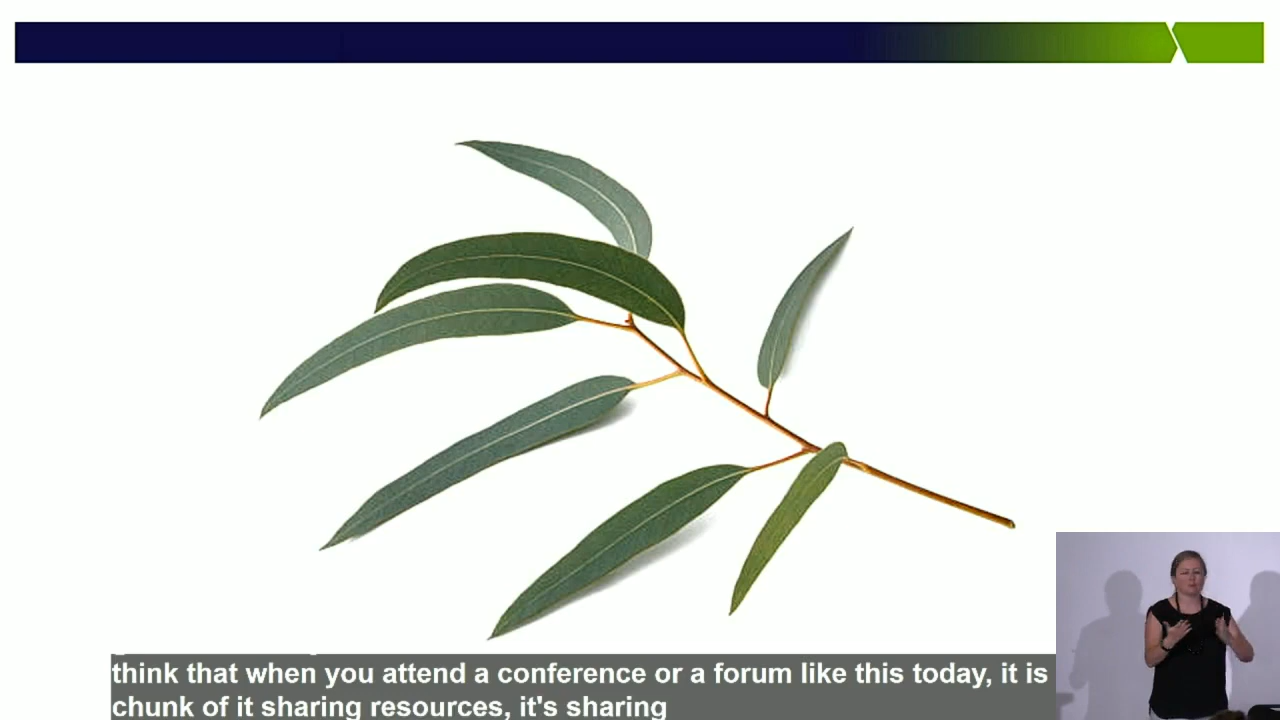 think that when you attend a conference or a forum like this today, it is
chunk of it sharing resources, it's sharing